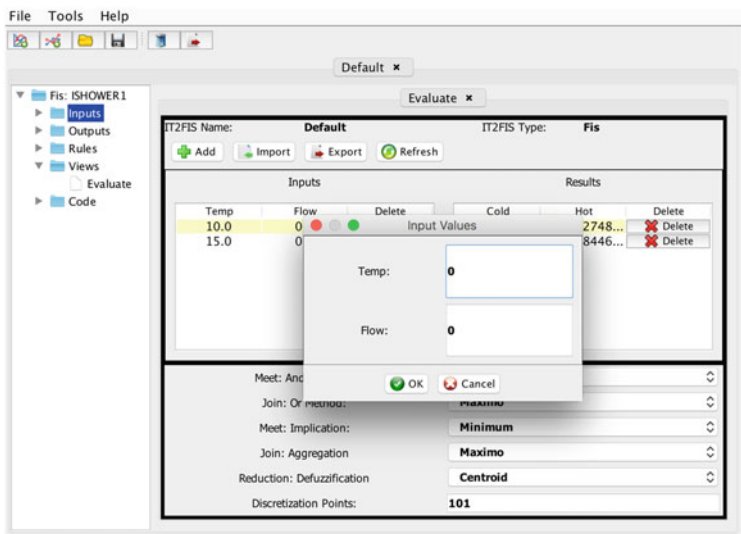 File Tools Help
Default ×
Fis: ISHOWER1
Inputs
Outputs
Rules
Views
Evaluate
Code
Evaluate ×
IT2FIS Name: Default IT2FIS Type: Fis
Add Import Export Refresh
Inputs Results
Temp Flow Delete Cold Hot Delete
10.0 0 2748... Delete
15.0 0 8446... Delete
Input Values
Temp: 0
Flow: 0
OK Cancel
Meet: And
Join: Or Method: Maximo
Meet: Implication: Minimum
Join: Aggregation Maximo
Reduction: Defuzzification Centroid
Discretization Points: 101